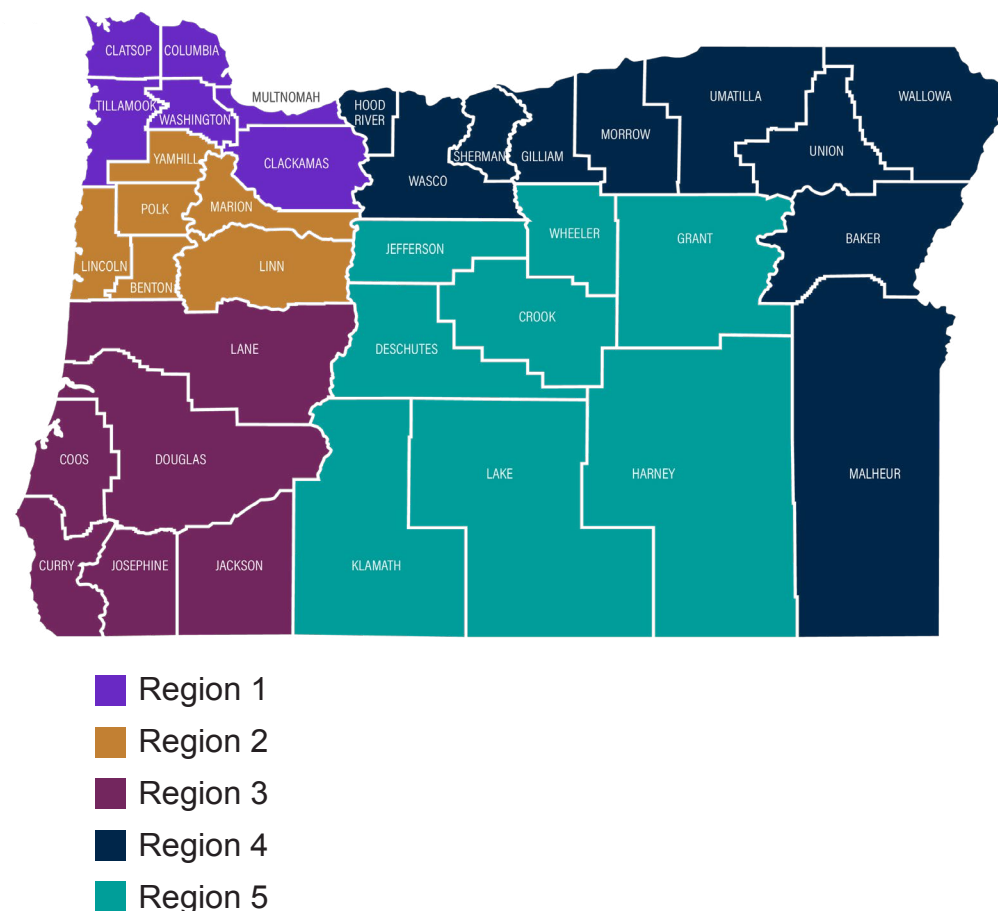 CLATSOP
COLUMBIA
TILLAMOOK
WASHINGTON
MULTNOMAH
HOOD
RIVER
CLACKAMAS
YAMHILL
WASCO
SHERMAN
GILLIAM
MORROW
UMATILLA
UNION
WALLOWA
POLK
MARION
LINCOLN
BENTON
LINN
JEFFERSON
WHEELER
GRANT
BAKER
LANE
DESCHUTES
CROOK
COOS
DOUGLAS
LAKE
HARNEY
MALHEUR
CURRY
JOSEPHINE
JACKSON
KLAMATH
Region 1
Region 2
Region 3
Region 4
Region 5